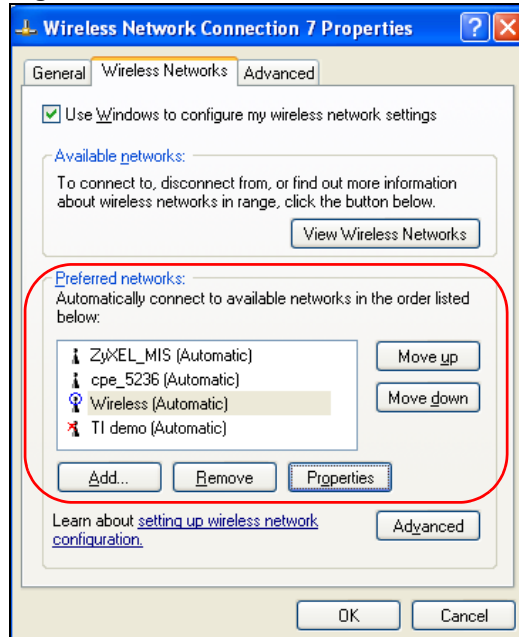 Wireless Network Connection 7 Properties
General Wireless Networks Advanced
Use Windows to configure my wireless network settings
Available networks:
To connect to, disconnect from, or find out more information
about wireless networks in range, click the button below.
View Wireless Networks
Preferred networks:
Automatically connect to available networks in the order listed
below:
ZyXEL_MIS (Automatic)
Move up
cpe_5236 (Automatic)
Wireless (Automatic)
Move down
TI demo (Automatic)
Add... Remove Properties
Learn about setting up wireless network
configuration.
Advanced
OK Cancel